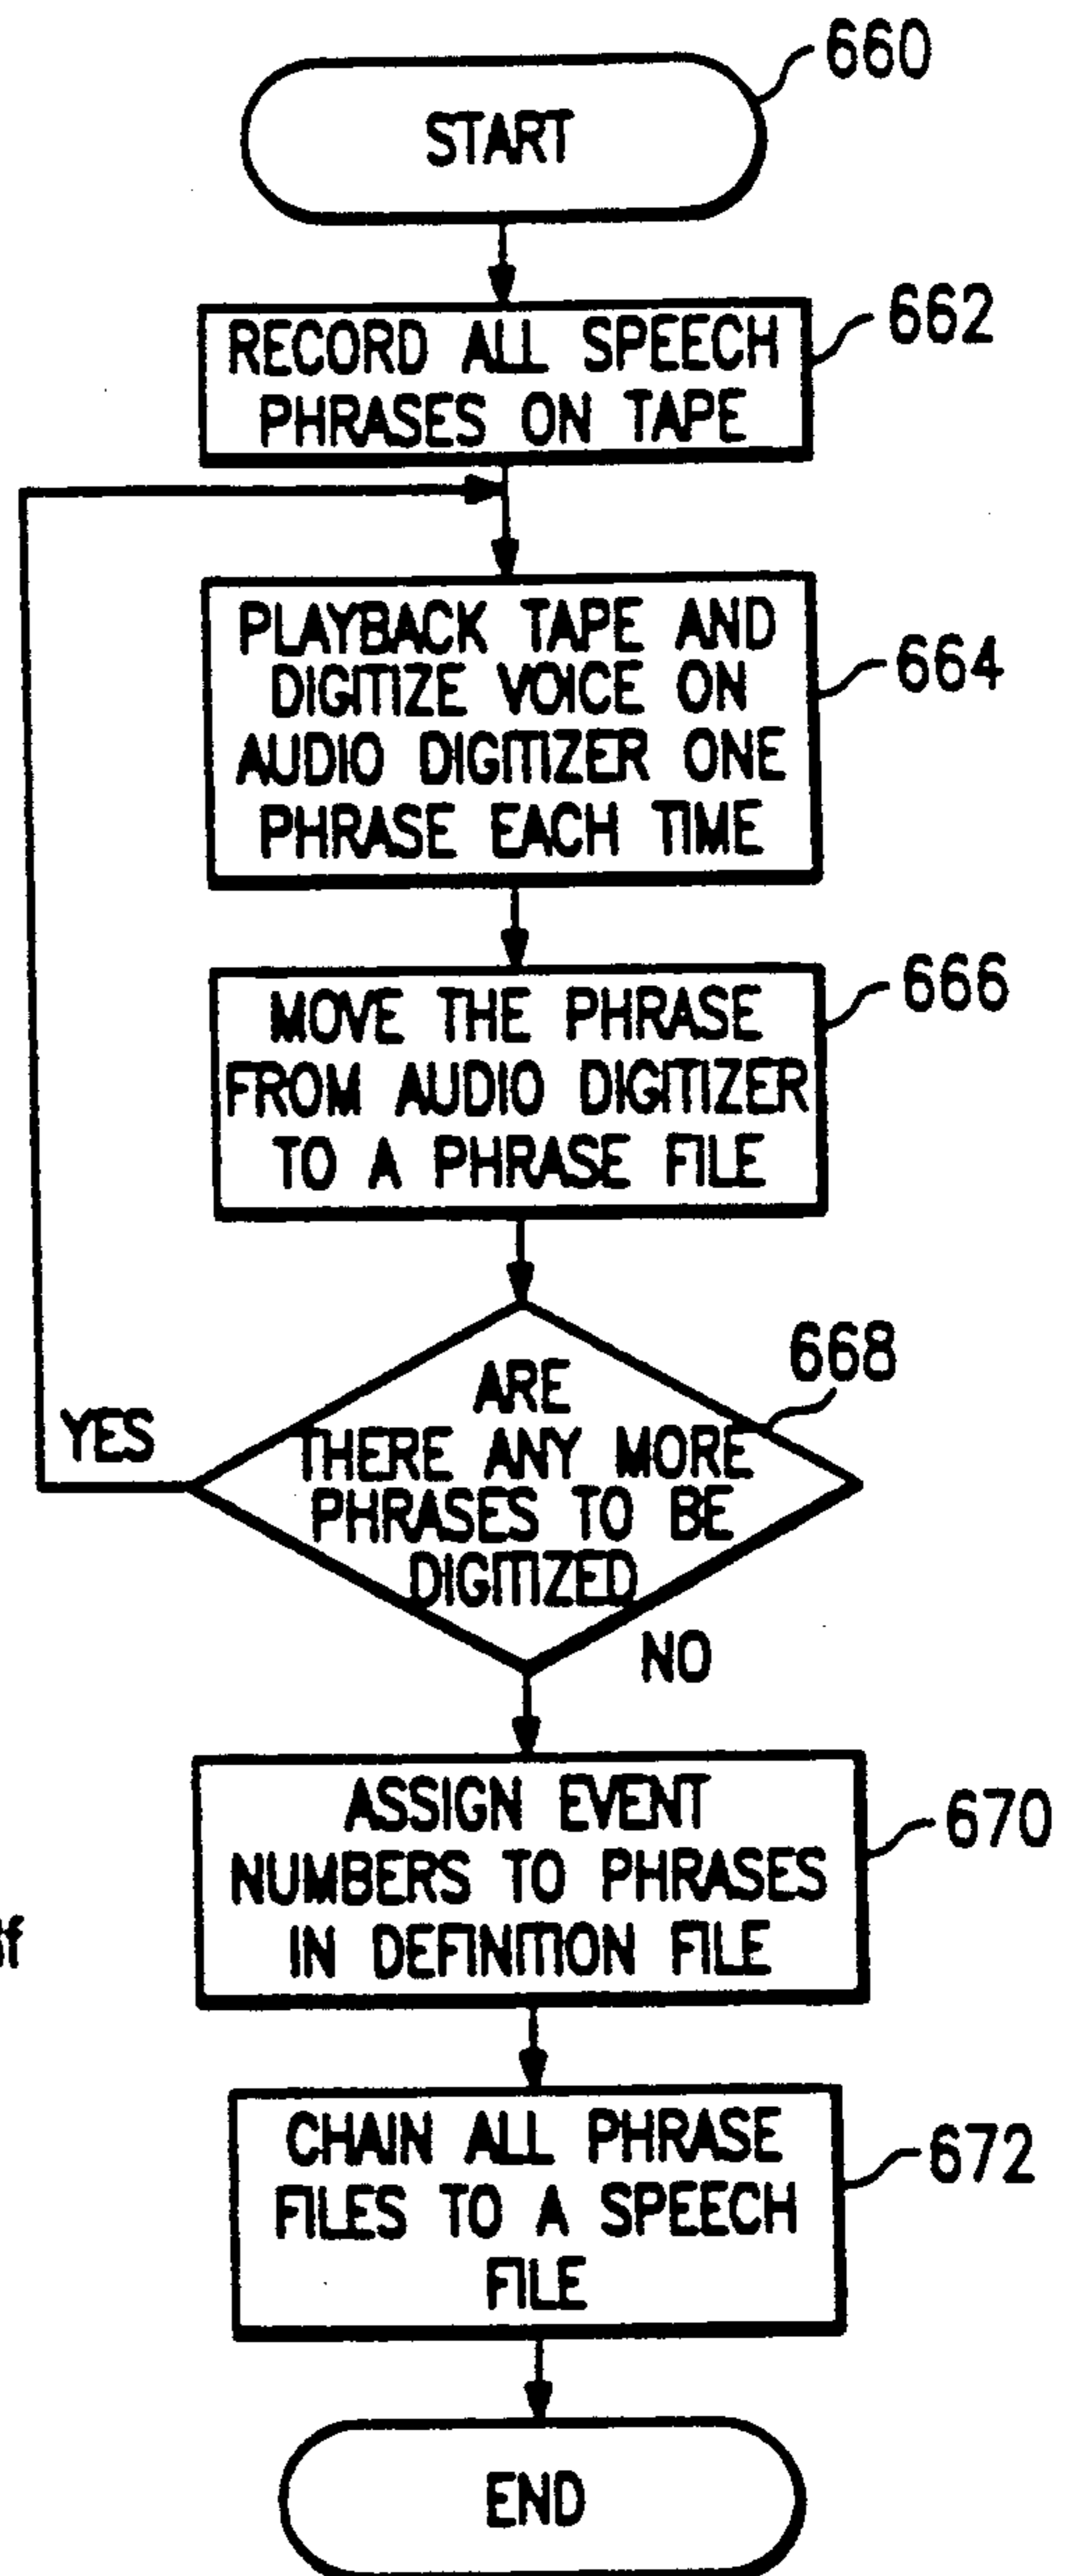 660
START
662
RECORD ALL SPEECH
PHRASES ON TAPE
PLAYBACK TAPE AND
DIGITIZE VOICE ON
AUDIO DIGITIZER ONE
PHRASE EACH TIME
664
MOVE THE PHRASE
FROM AUDIO DIGITIZER
TO A PHRASE FILE
666
668
ARE
THERE ANY MORE
PHRASES TO BE
DIGITIZED
YES
NO
ASSIGN EVENT
NUMBERS TO PHRASES
IN DEFINITION FILE
670
CHAIN ALL PHRASE
FILES TO A SPEECH
FILE
672
END